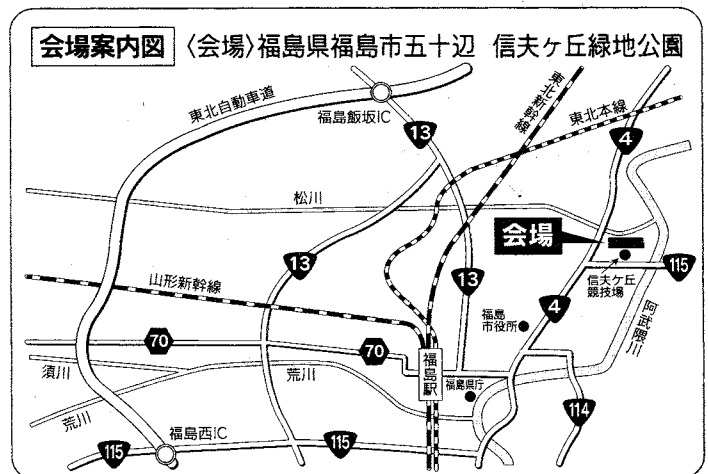 会場案内図 〈会場〉福島県福島市五十辺 信夫ヶ丘緑地公園
東北自動車道
福島飯坂IC
東北新幹線
東北本線
13
4
松川
会場
13
山形新幹線
13
信夫ケ丘
競技場
115
4
福島
市役所
阿武隈川
70
70
福島駅
須川
荒川
福島県庁
荒川
114
福島西IC
115
115